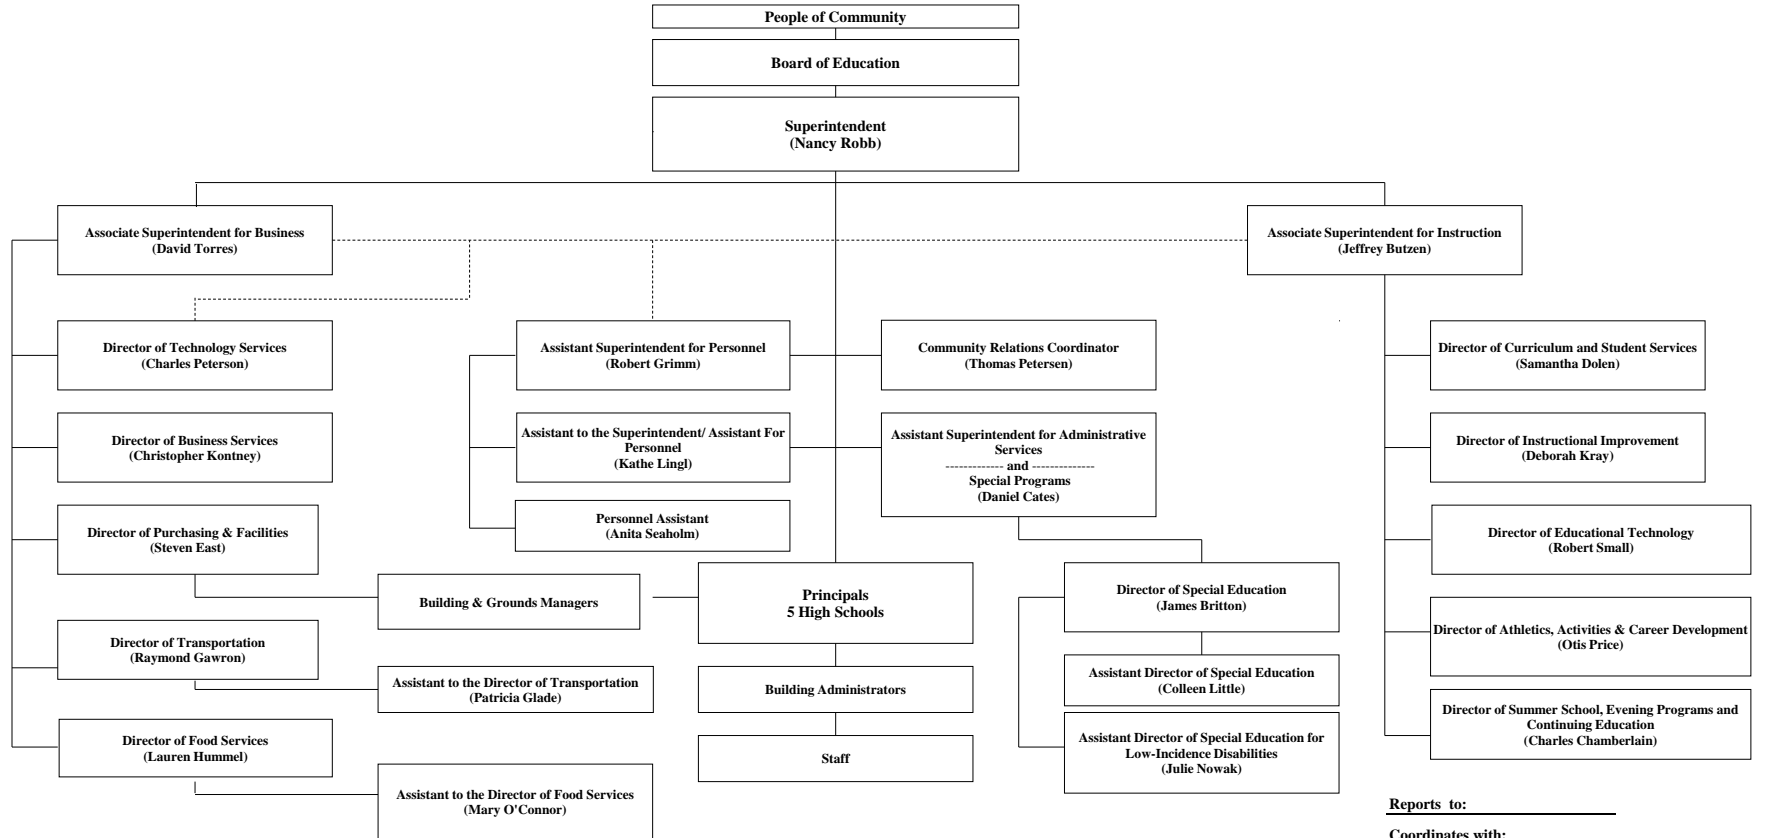 People of Community
Board of Education
Superintendent
(Nancy Robb)
Associate Superintendent for Business
(David Torres)
Associate Superintendent for Instruction
(Jeffrey Butzen)
Director of Technology Services
(Charles Peterson)
Assistant Superintendent for Personnel
(Robert Grimm)
Community Relations Coordinator
(Thomas Petersen)
Director of Curriculum and Student Services
(Samantha Dolen)
Director of Business Services
(Christopher Kontney)
Assistant to the Superintendent/ Assistant For
Personnel
(Kathe Lingl)
Assistant Superintendent for Administrative
Services
------------- and --------------
Special Programs
(Daniel Cates)
Director of Instructional Improvement
(Deborah Kray)
Director of Purchasing & Facilities
(Steven East)
Personnel Assistant
(Anita Seaholm)
Director of Educational Technology
(Robert Small)
Building & Grounds Managers
Principals
5 High Schools
Director of Special Education
(James Britton)
Director of Athletics, Activities & Career Development
(Otis Price)
Director of Transportation
(Raymond Gawron)
Assistant to the Director of Transportation
(Patricia Glade)
Building Administrators
Assistant Director of Special Education
(Colleen Little)
Director of Summer School, Evening Programs and
Continuing Education
(Charles Chamberlain)
Director of Food Services
(Lauren Hummel)
Staff
Assistant Director of Special Education for
Low-Incidence Disabilities
(Julie Nowak)
Assistant to the Director of Food Services
(Mary O'Connor)
Reports to:
Coordinates with: